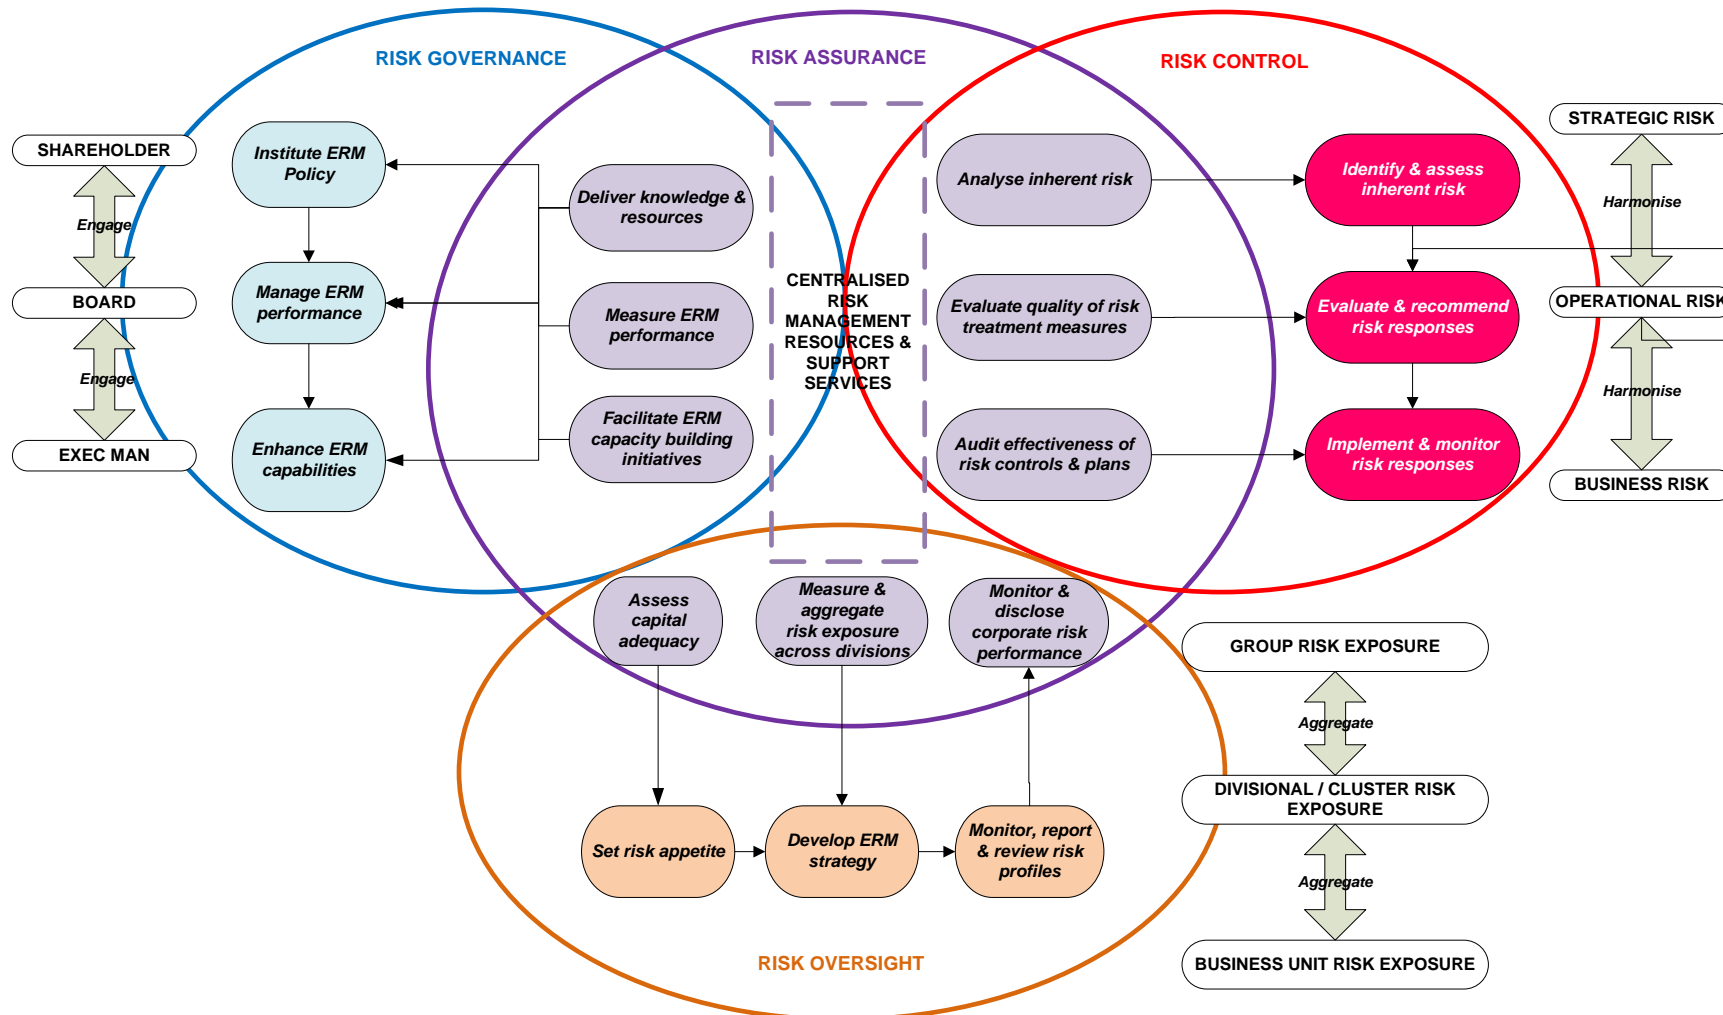 RISK GOVERNANCE
RISK ASSURANCE
RISK CONTROL
SHAREHOLDER
Engage
BOARD
Engage
EXEC MAN
Institute ERM
Policy
Manage ERM
performance
Enhance ERM
capabilities
Deliver knowledge &
resources
Measure ERM
performance
Facilitate ERM
capacity building
initiatives
CENTRALISED
RISK
MANAGEMENT
RESOURCES &
SUPPORT
SERVICES
Analyse inherent risk
Evaluate quality of risk
treatment measures
Audit effectiveness of
risk controls & plans
Identify & assess
inherent risk
Evaluate & recommend
risk responses
Implement & monitor
risk responses
STRATEGIC RISK
Harmonise
OPERATIONAL RISK
Harmonise
BUSINESS RISK
Assess
capital
adequacy
Measure &
aggregate
risk exposure
across divisions
Monitor &
disclose
corporate risk
performance
Set risk appetite
Develop ERM
strategy
Monitor, report
& review risk
profiles
RISK OVERSIGHT
GROUP RISK EXPOSURE
Aggregate
DIVISIONAL / CLUSTER RISK
EXPOSURE
Aggregate
BUSINESS UNIT RISK EXPOSURE